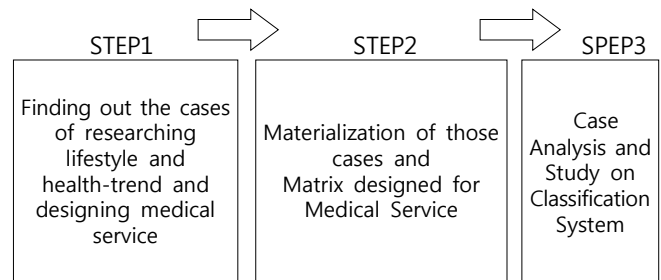 STEP1
Finding out the cases
of researching
lifestyle and
health-trend and
designing medical
service
STEP2
Materialization of those
cases and
Matrix designed for
Medical Service
SPEP3
Case
Analysis and
Study on
Classification
System